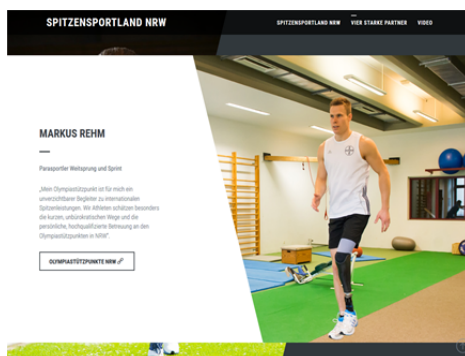 SPITZENSPORTLAND NRW
SPITZENSPORTLAND NRW VIER STARKE PARTNER VIDEO
MARKUS REHM
Parasportler Weitsprung und Sprint
„Mein Olympiastützpunkt ist für mich ein
unverzichtbarer Begleiter zu internationalen
Spitzenleistungen. Wir Athleten schätzen besonders
die kurzen, unbürokratischen Wege und die
persönliche, hochqualifizierte Betreuung an den
Olympiastützpunkten in NRW".
OLYMPIASTÜTZPUNKTE NRW